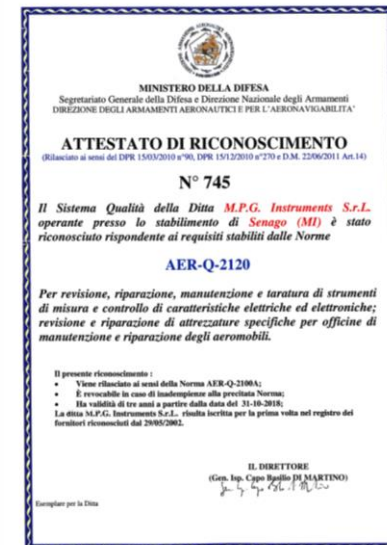 MINISTERO DELLA DIFESA
Segretariato Generale della Difesa e Direzione Nazionale degli Armamenti
DIREZIONE DEGLI ARMAMENTI AERONAUTICI E PER L'AERONAVIGABILITA'
ATTESTATO DI RICONOSCIMENTO
(Rilasciato ai sensi del DPR 15/03/2010 n°90, DPR 15/12/2010 n°270 e D.M. 22/06/2011 Art.14)
N° 745
Il Sistema Qualità della Ditta M.P.G. Instruments S.r.L.
operante presso lo stabilimento di Senago (MI) è stato
riconosciuto rispondente ai requisiti stabiliti dalle Norme
AER-Q-2120
Per revisione, riparazione, manutenzione e taratura di strumenti
di misura e controllo di caratteristiche elettriche ed elettroniche;
revisione e riparazione di attrezzature specifiche per officine di
manutenzione e riparazione degli aeromobili.
Il presente riconoscimento :
• Viene rilasciato ai sensi della Norma AER-Q-2100A;
• È revocabile in caso di inadempienze alla precitata Norma;
• Ha validità di tre anni a partire dalla data del 31-10-2018;
La ditta M.P.G. Instruments S.r.L. risulta iscritta per la prima volta nel registro dei
fornitori riconosciuti dal 29/05/2002.
IL DIRETTORE
(Gen. Isp. Capo Basilio DI MARTINO)
Esemplare per la Ditta